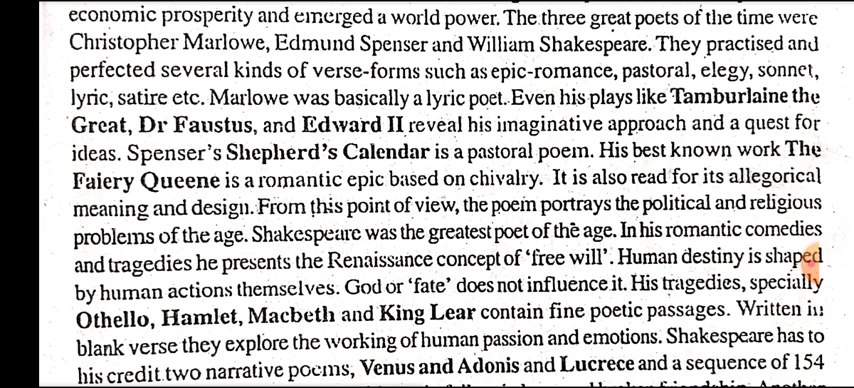 economic prosperity and emerged a world power. The three great poets of the time were
Christopher Marlowe, Edmund Spenser and William Shakespeare. They practised and
perfected several kinds of verse-forms such as epic-romance, pastoral, elegy, sonnet,
lyric, satire etc. Marlowe was basically a lyric poet. Even his plays like Tamburlaine the
Great, Dr Faustus, and Edward II reveal his imaginative approach and a quest for
ideas. Spenser's Shepherd's Calendar is a pastoral poem. His best known work The
Faiery Queene is a romantic epic based on chivalry. It is also read for its allegorical
meaning and design. From this point of view, the poem portrays the political and religious
problems of the age. Shakespeare was the greatest poet of the age. In his romantic comedies
and tragedies he presents the Renaissance concept of 'free will'. Human destiny is shaped
by human actions themselves. God or 'fate' does not influence it. His tragedies, specially
Othello, Hamlet, Macbeth and King Lear contain fine poetic passages. Written in
blank verse they explore the working of human passion and emotions. Shakespeare has to
his credit two narrative poems, Venus and Adonis and Lucrece and a sequence of 154